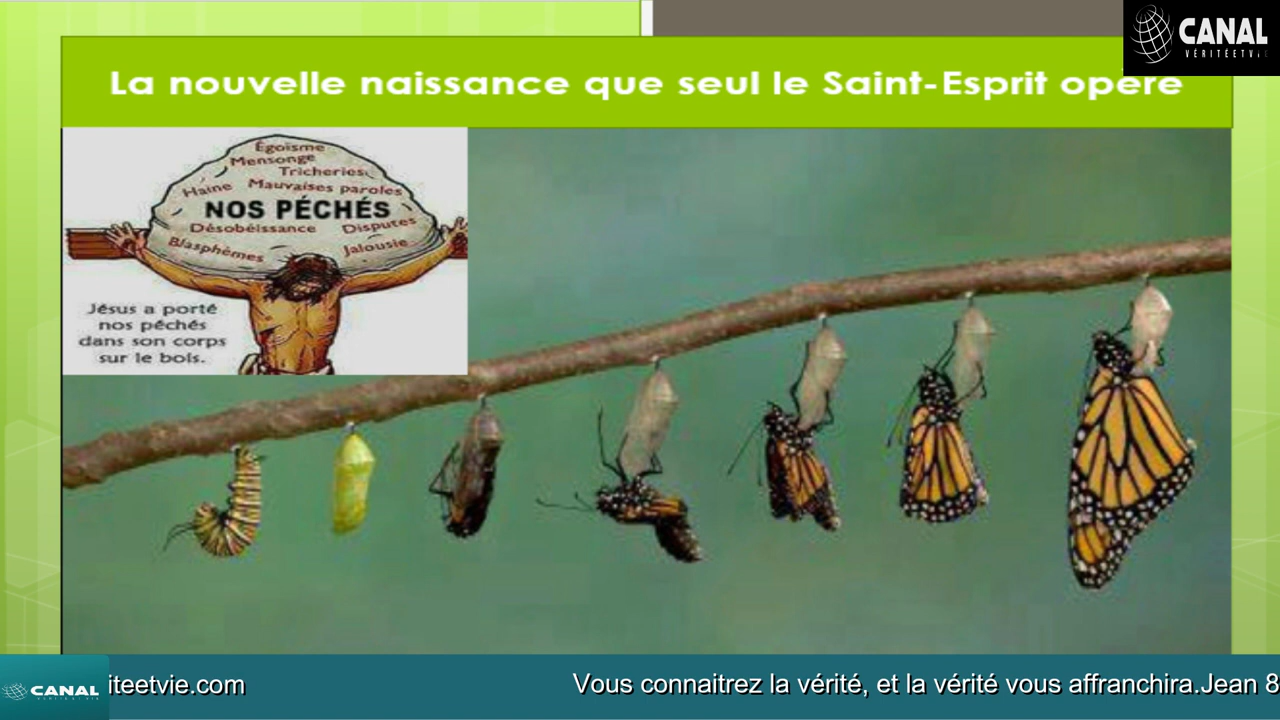 CANAL
VÉRITÉETVIE
La nouvelle naissance que seul le Saint-Esprit opère
Égoïsme
Mensonge
Tricheries
Haine Mauvaises paroles
NOS PÉCHÉS
Désobéissance Disputes
Blasphèmes Jalousie
Jésus a porté
nos péchés
dans son corps
sur le bois.
CANAL
iteetvie.com
Vous connaitrez la vérité, et la vérité vous affranchira.Jean 8